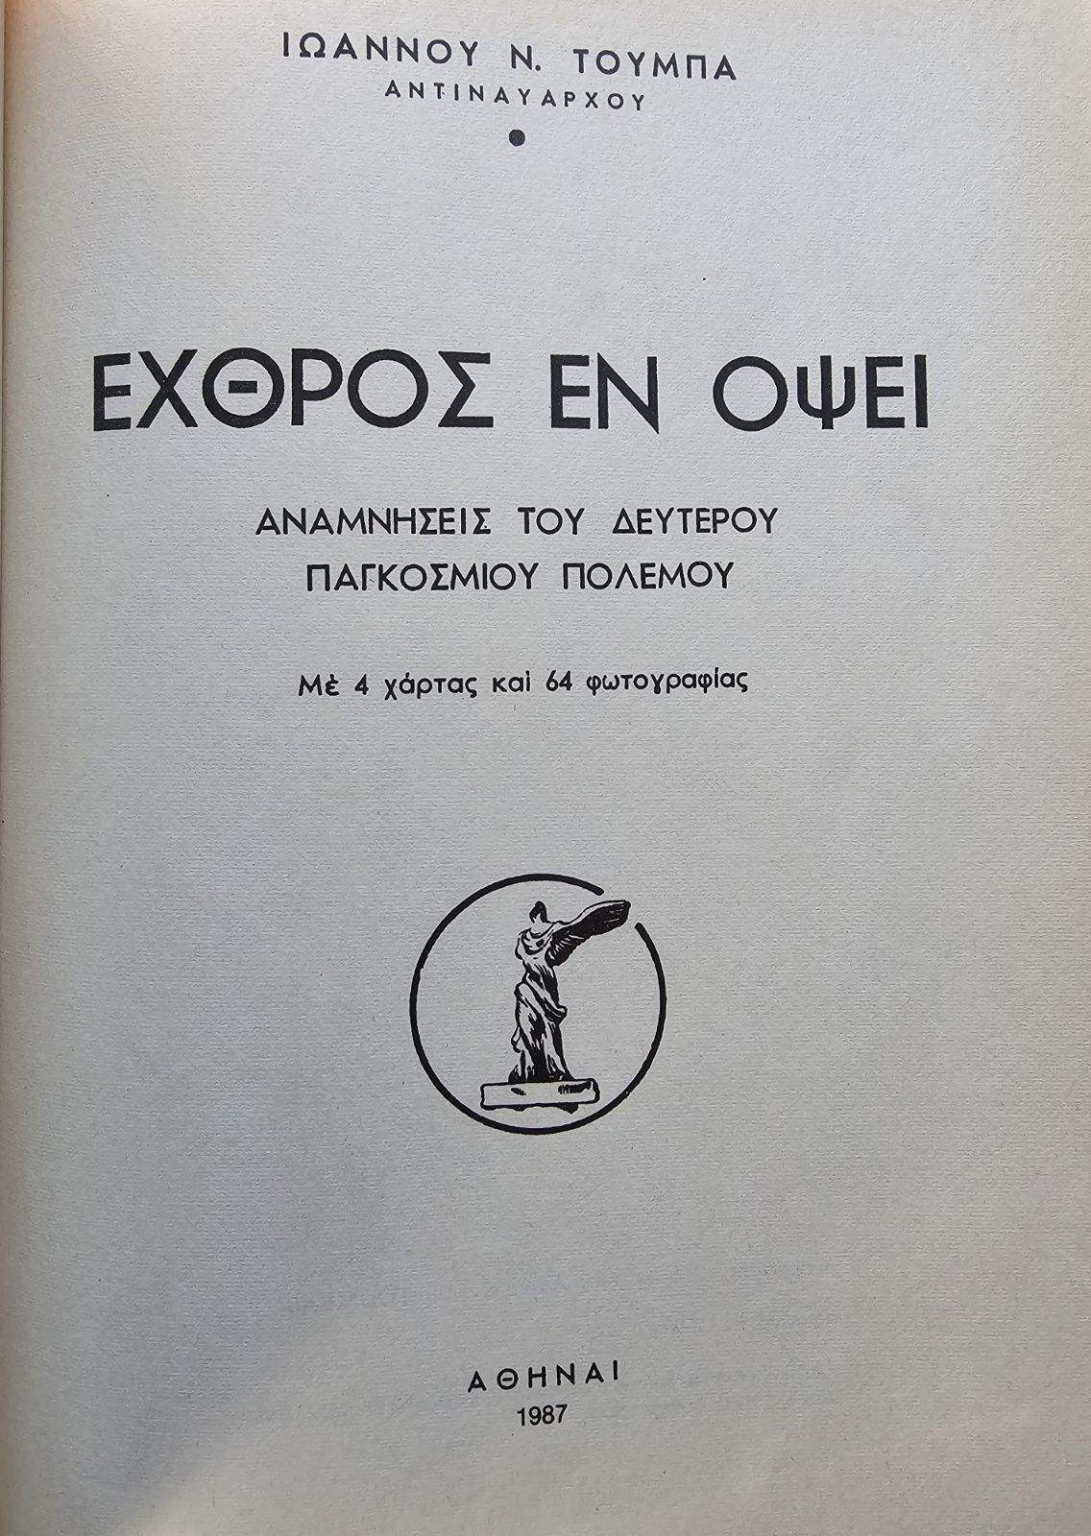 ΙΩΑΝΝΟΥ Ν. ΤΟΥΜΠΑ
ΑΝΤΙΝΑΥΑΡΧΟΥ
ΕΧΘΡΟΣ ΕΝ ΟΨΕΙ
ΑΝΑΜΝΗΣΕΙΣ ΤΟΥ ΔΕΥΤΕΡΟΥ
ΠΑΓΚΟΣΜΙΟΥ ΠΟΛΕΜΟΥ
Μὲ 4 χάρτας καὶ 64 φωτογραφίας
ΑΘΗΝΑΙ
1987